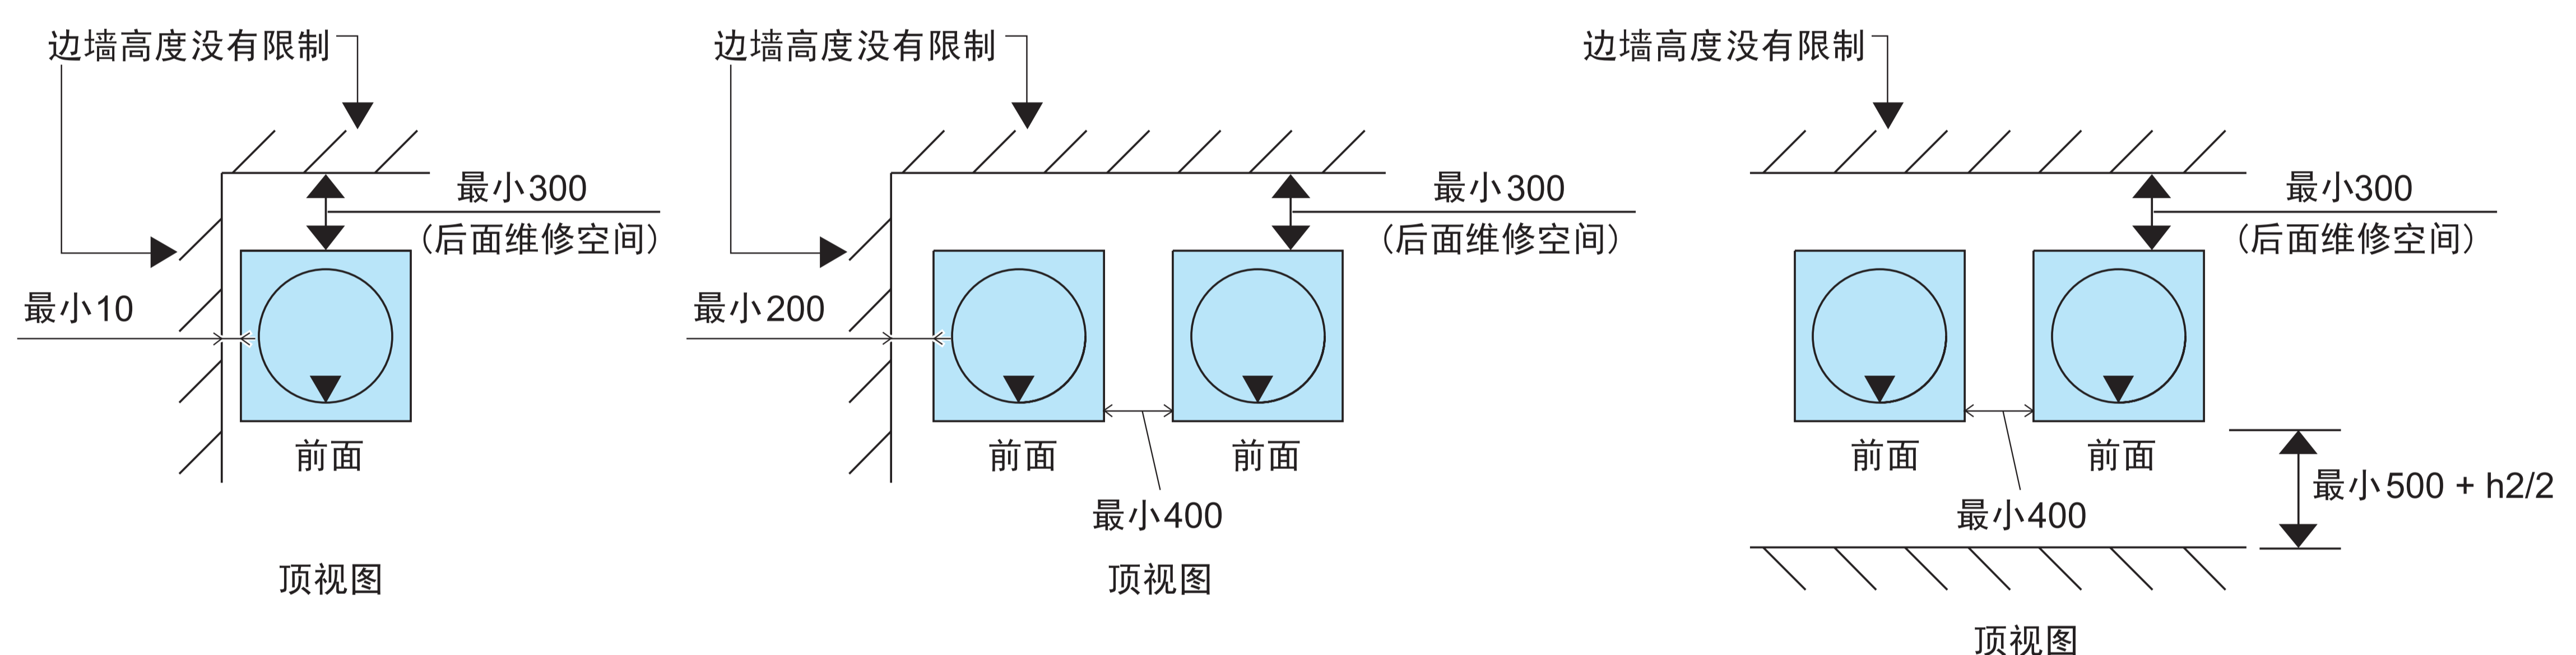 边墙高度没有限制
最小300
(后面维修空间)
最小10
前面
顶视图
边墙高度没有限制
最小300
(后面维修空间)
最小200
前面
前面
最小400
顶视图
边墙高度没有限制
最小300
(后面维修空间)
前面
前面
最小400
最小500 + h2/2
顶视图